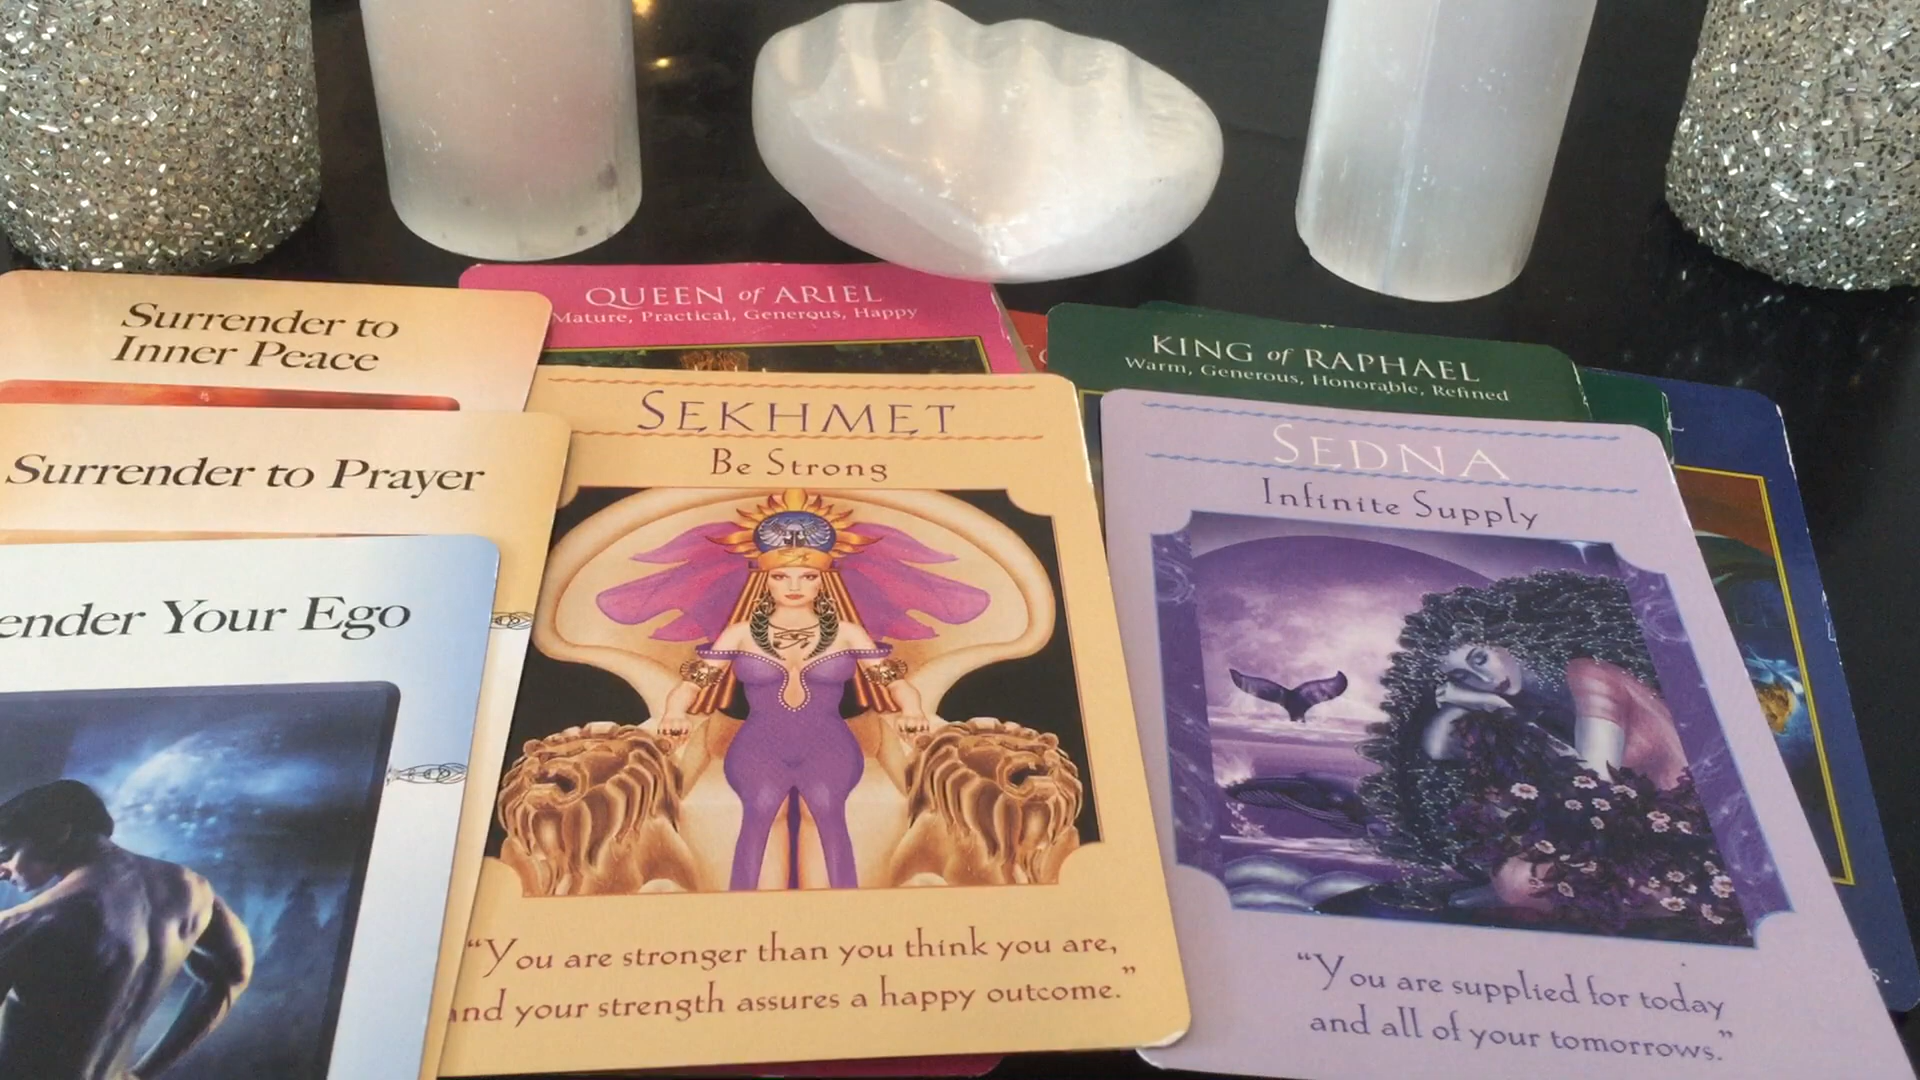 Surrender to
Inner Peace
Surrender to Prayer
Your Ego
QUEEN of ARIEL
Mature, Practical, Generous, Happy
SEKHMET
Be Strong
“You are stronger than you think you are,
and your strength assures a happy outcome.”
KING of RAPHAEL
Warm, Generous, Honorable, Refined
SEDNA
Infinite Supply
“You are supplied for today
and all of your tomorrows.”